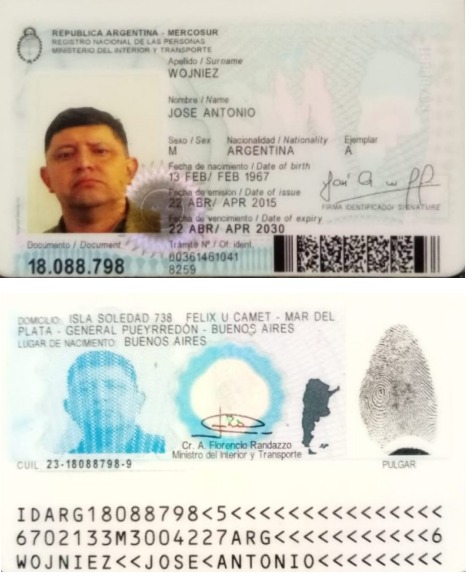 REPUBLICA ARGENTINA - MERCOSUR
REGISTRO NACIONAL DE LAS PERSONAS
MINISTERIO DEL INTERIOR Y TRANSPORTE
Apellido / Surname
WOJNIEZ
Nombre / Name
JOSE ANTONIO
Sexo / Sex Nacionalidad / Nationality Ejemplar
M ARGENTINA A
Fecha de nacimiento / Date of birth
13 FEB/ FEB 1967
Fecha de emisión / Date of issue
22 ABR/ APR 2015
FIRMA IDENTIFICADO/ SIGNATURE
Fecha de vencimiento / Date of expiry
22 ABR/ APR 2030
Documento / Document Trámite Nº / Of. ident.
18.088.798 00361461041
8259
DOMICILIO: ISLA SOLEDAD 738 FELIX U CAMET - MAR DEL
PLATA - GENERAL PUEYRREDÓN - BUENOS AIRES
LUGAR DE NACIMIENTO: BUENOS AIRES
Cr. A. Florencio Randazzo
Ministro del Interior y Transporte
CUIL 23-18088798-9 PULGAR
IDARG18088798<5<<<<<<<<<<<<<<<
6702133M3004227ARG<<<<<<<<<<<6
WOJNIEZ<<JOSE<ANTONIO<<<<<<<<<